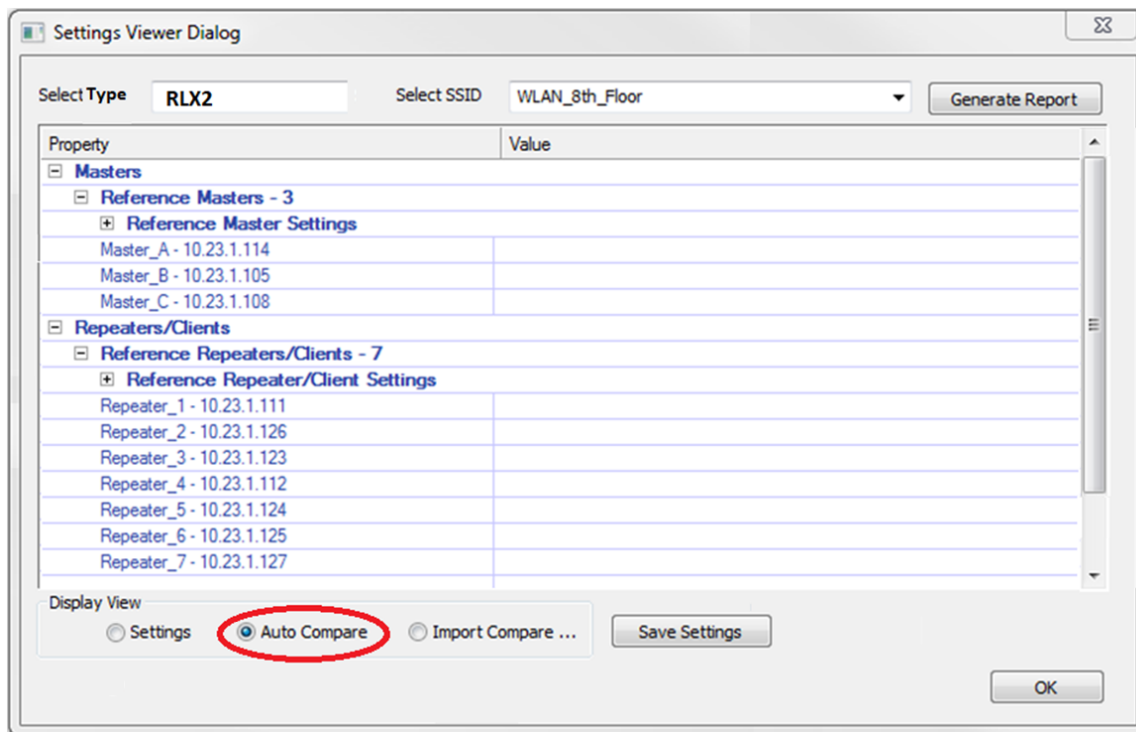 Settings Viewer Dialog
Select Type RLX2 Select SSID WLAN_8th_Floor Generate Report
Property Value
Masters
Reference Masters - 3
Reference Master Settings
Master_A - 10.23.1.114
Master_B - 10.23.1.105
Master_C - 10.23.1.108
Repeaters/Clients
Reference Repeaters/Clients - 7
Reference Repeater/Client Settings
Repeater_1 - 10.23.1.111
Repeater_2 - 10.23.1.126
Repeater_3 - 10.23.1.123
Repeater_4 - 10.23.1.112
Repeater_5 - 10.23.1.124
Repeater_6 - 10.23.1.125
Repeater_7 - 10.23.1.127
Display View
Settings Auto Compare Import Compare ... Save Settings
OK